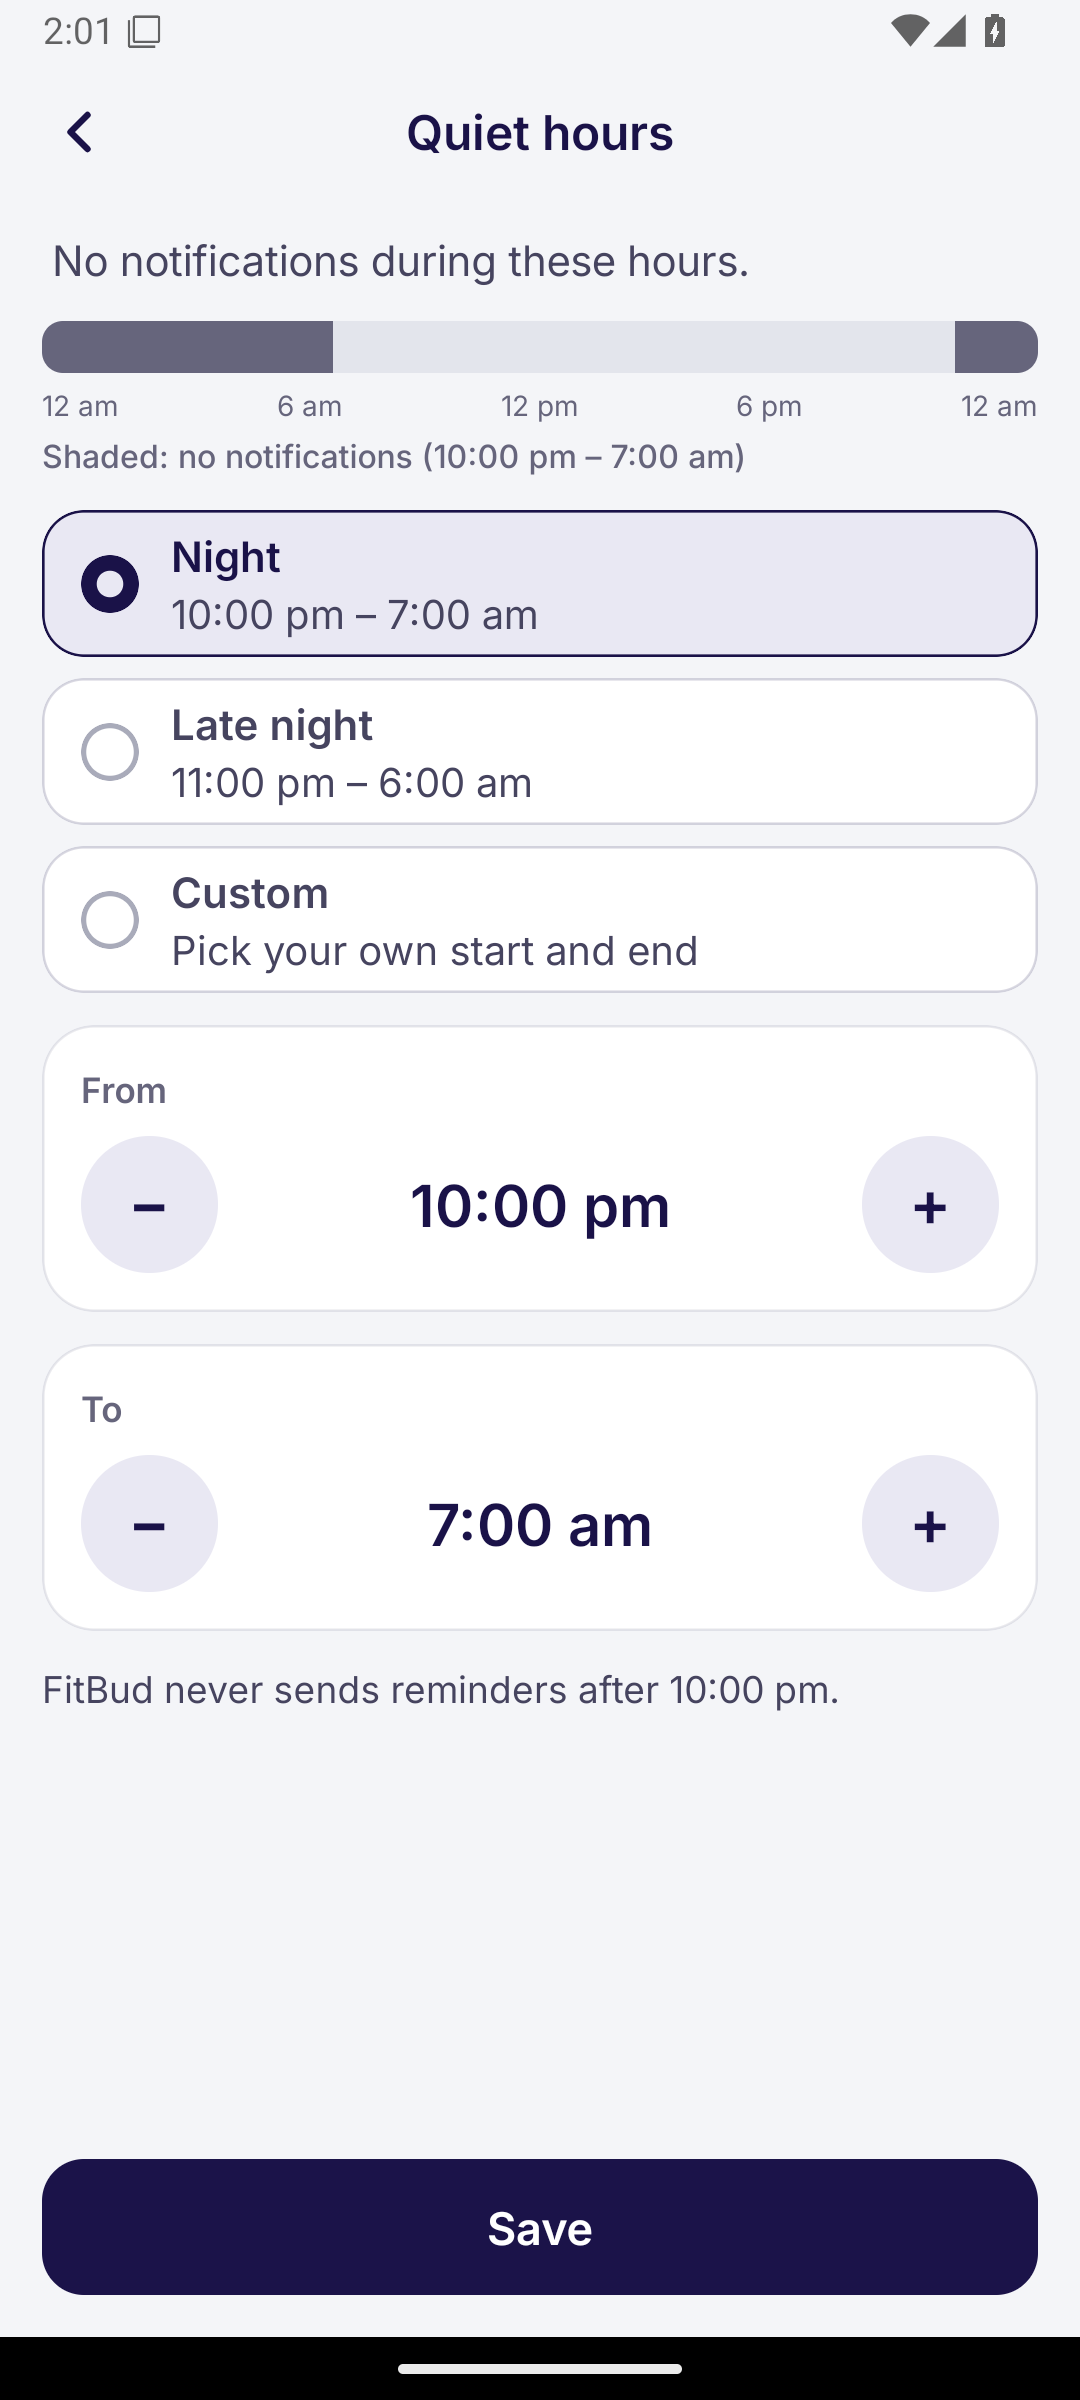 2:01
Quiet hours
No notifications during these hours.
12 am 6 am 12 pm 6 pm 12 am
Shaded: no notifications (10:00 pm – 7:00 am)
Night
10:00 pm – 7:00 am
Late night
11:00 pm – 6:00 am
Custom
Pick your own start and end
From
– 10:00 pm +
To
– 7:00 am +
FitBud never sends reminders after 10:00 pm.
Save